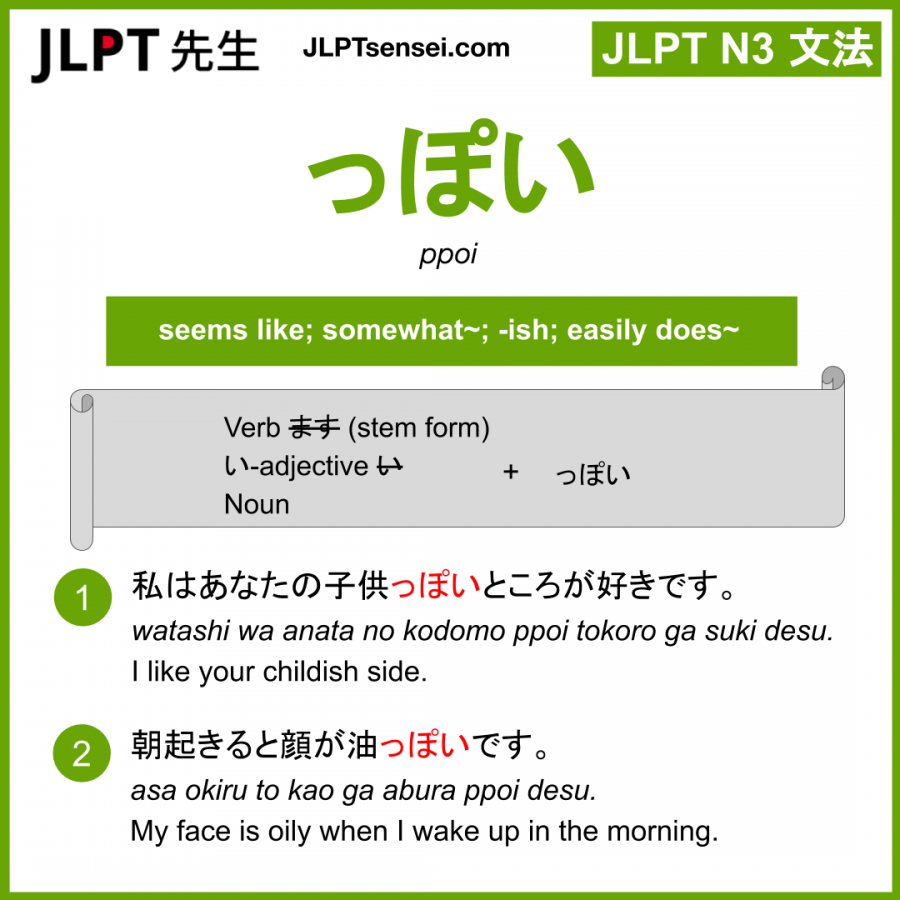 JLPT 先生
JLPTsensei.com
JLPT N3 文法
っぽい
ppoi
seems like; somewhat~; -ish; easily does~
Verb ます (stem form)
い-adjective い
Noun
+ っぽい
1
私はあなたの子供っぽいところが好きです。
watashi wa anata no kodomo ppoi tokoro ga suki desu.
I like your childish side.
2
朝起きると顔が油っぽいです。
asa okiru to kao ga abura ppoi desu.
My face is oily when I wake up in the morning.